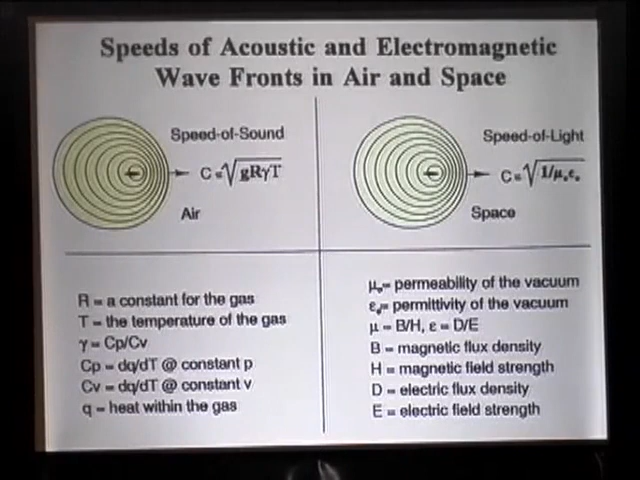 Speeds of Acoustic and Electromagnetic
Wave Fronts in Air and Space
Speed-of-Sound
C = √gRγT
Air
Speed-of-Light
C = √1/μₒεₒ
Space
R = a constant for the gas
T = the temperature of the gas
γ = Cp/Cv
Cp = dq/dT @ constant p
Cv = dq/dT @ constant v
q = heat within the gas
μₒ= permeability of the vacuum
εₒ= permittivity of the vacuum
μ = B/H, ε = D/E
B = magnetic flux density
H = magnetic field strength
D = electric flux density
E = electric field strength